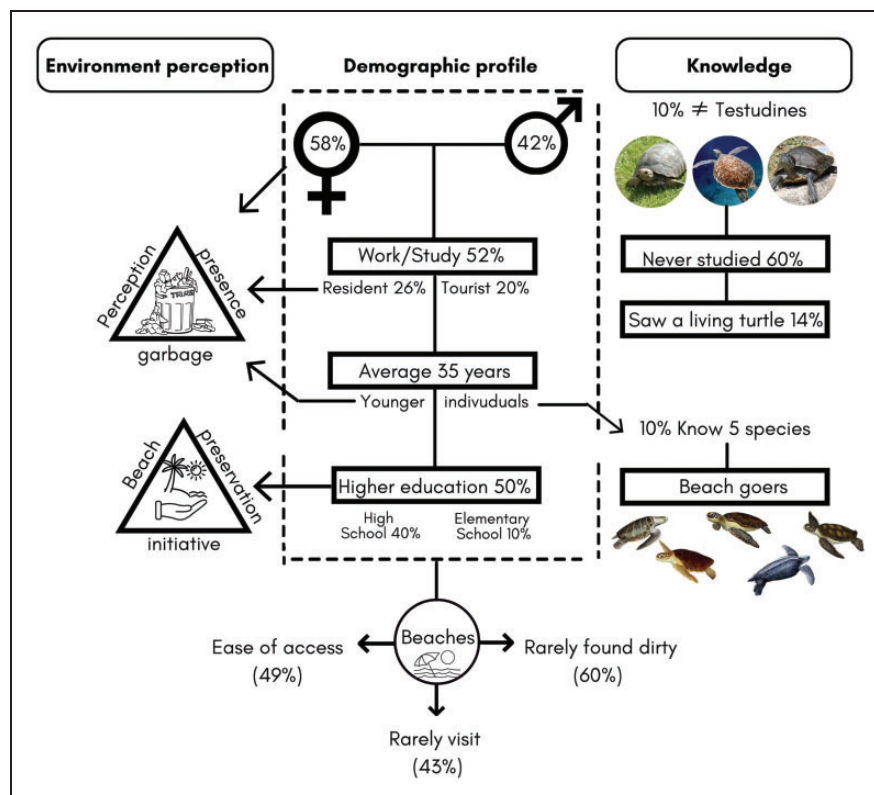 Environment perception
Demographic profile
Knowledge
58%
42%
10% ≠ Testudines
Work/Study 52%
Resident 26%
Tourist 20%
Never studied 60%
Saw a living turtle 14%
Perception
presence
TRASH
garbage
Average 35 years
Younger indivuduals
10% Know 5 species
Beach
preservation
initiative
Higher education 50%
High
School 40%
Elementary
School 10%
Beach goers
Beaches
Ease of access
(49%)
Rarely found dirty
(60%)
Rarely visit
(43%)